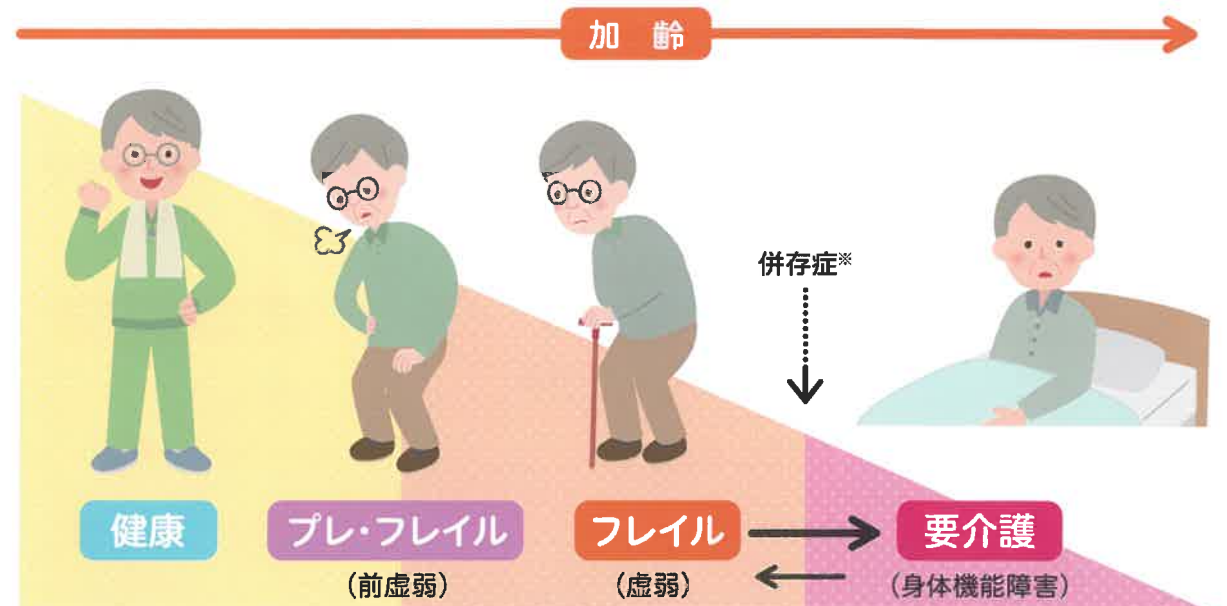 加齢
併存症※
健康
プレ・フレイル
フレイル
要介護
(前虚弱)
(虚弱)
(身体機能障害)